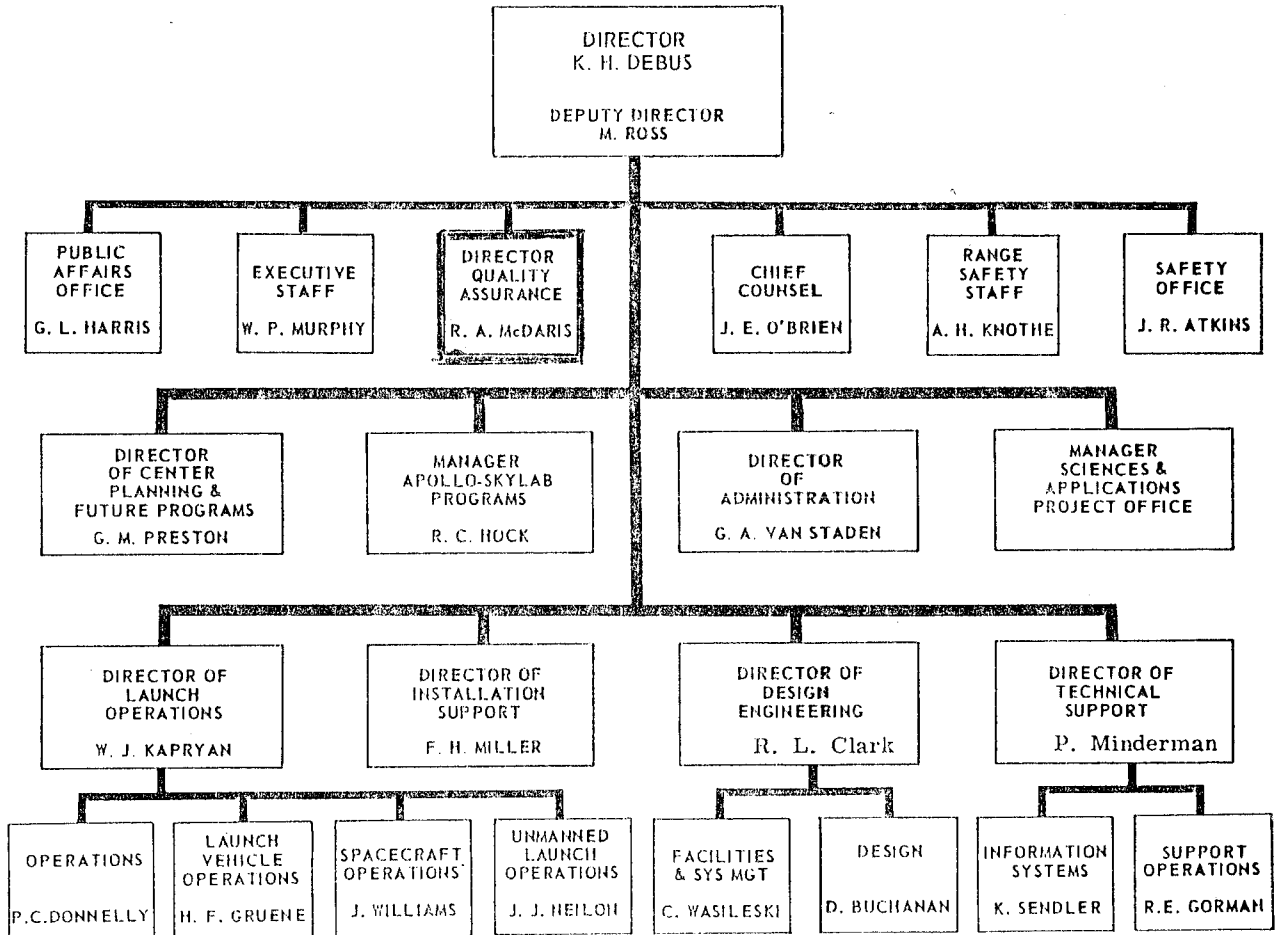 DIRECTOR
K. H. DEBUS
DEPUTY DIRECTOR
M. ROSS
PUBLIC
AFFAIRS
OFFICE
G. L. HARRIS
EXECUTIVE
STAFF
W. P. MURPHY
DIRECTOR
QUALITY
ASSURANCE
R. A. McDARIS
CHIEF
COUNSEL
J. E. O'BRIEN
RANGE
SAFETY
STAFF
A. H. KNOTHE
SAFETY
OFFICE
J. R. ATKINS
DIRECTOR
OF CENTER
PLANNING &
FUTURE PROGRAMS
G. M. PRESTON
MANAGER
APOLLO-SKYLAB
PROGRAMS
R. C. HOCK
DIRECTOR
OF
ADMINISTRATION
G. A. VAN STADEN
MANAGER
SCIENCES &
APPLICATIONS
PROJECT OFFICE
DIRECTOR OF
LAUNCH
OPERATIONS
W. J. KAPRYAN
DIRECTOR OF
INSTALLATION
SUPPORT
F. H. MILLER
DIRECTOR OF
DESIGN
ENGINEERING
R. L. Clark
DIRECTOR OF
TECHNICAL
SUPPORT
P. Minderman
OPERATIONS
P.C.DONNELLY
LAUNCH
VEHICLE
OPERATIONS
H. F. GRUENE
SPACECRAFT
OPERATIONS
J. WILLIAMS
UNMANNED
LAUNCH
OPERATIONS
J. J. NEILON
FACILITIES
& SYS MGT
C. WASILESKI
DESIGN
D. BUCHANAN
INFORMATION
SYSTEMS
K. SENDLER
SUPPORT
OPERATIONS
R.E. GORMAN